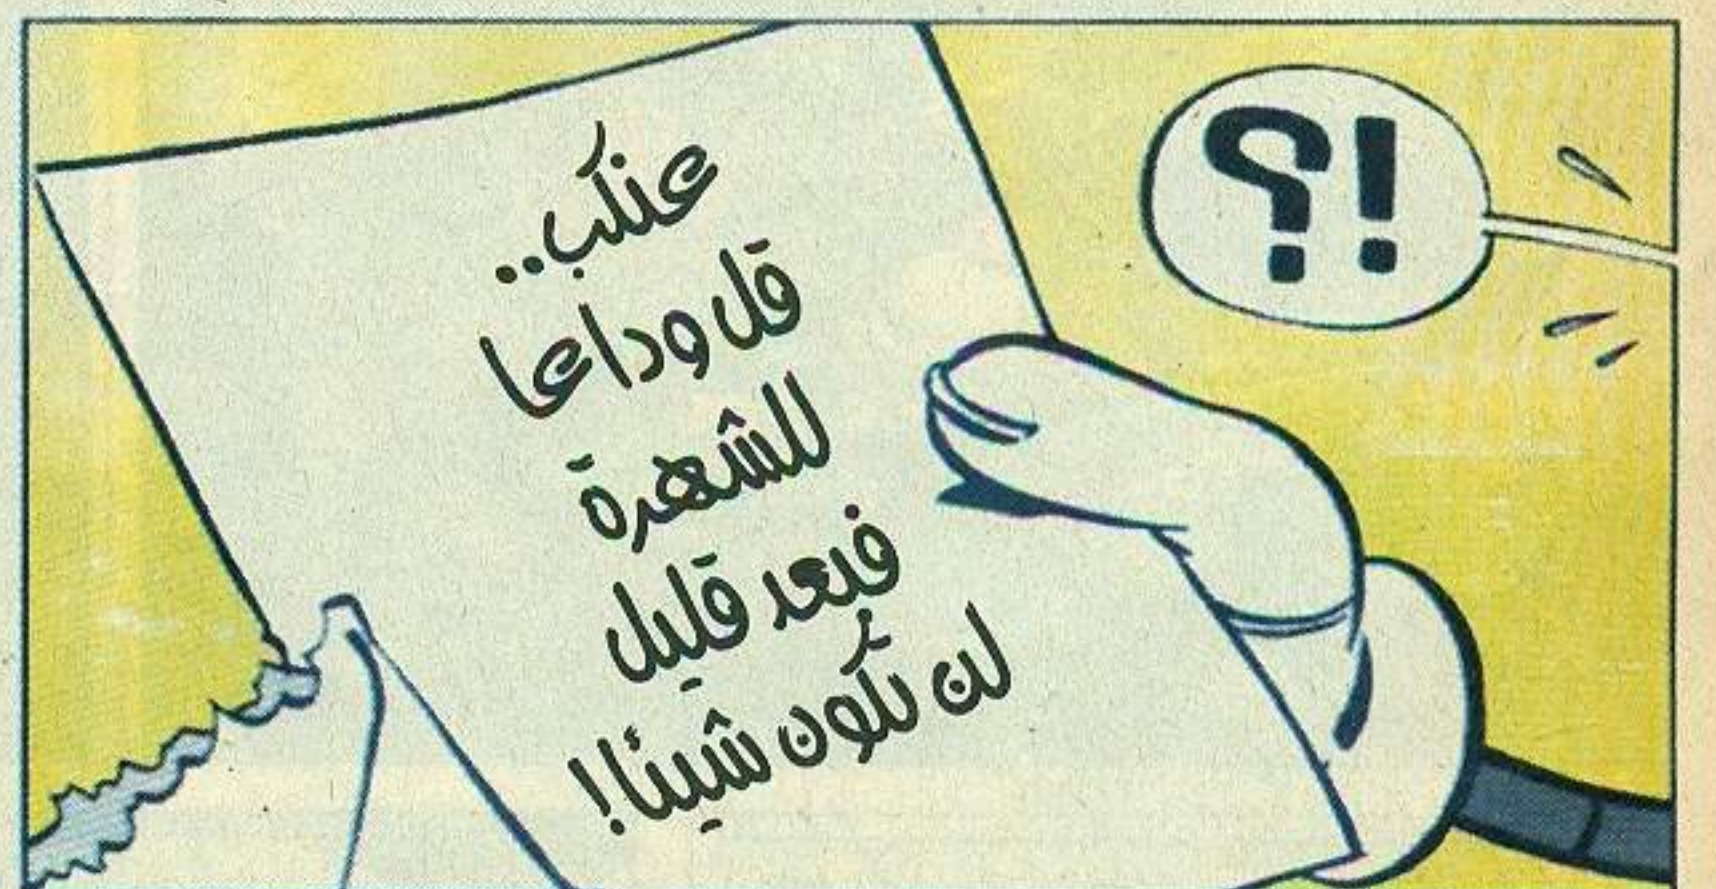 عنكب..
قل وداعا
للشهرة
فبعد قليل
لن تكون شيئا!
!؟